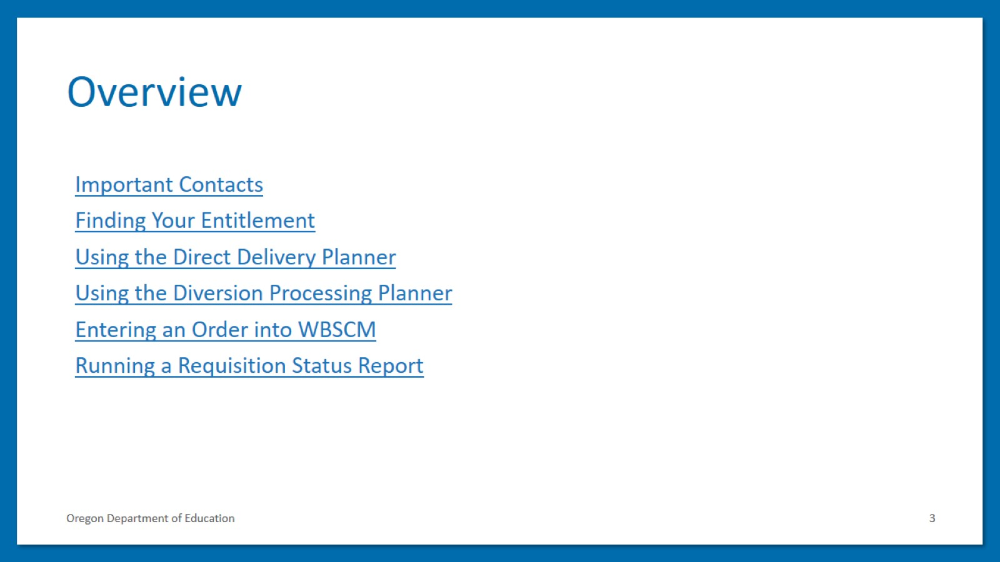 Overview
Important Contacts
Finding Your Entitlement
Using the Direct Delivery Planner
Using the Diversion Processing Planner
Entering an Order into WBSCM
Running a Requisition Status Report
Oregon Department of Education
3